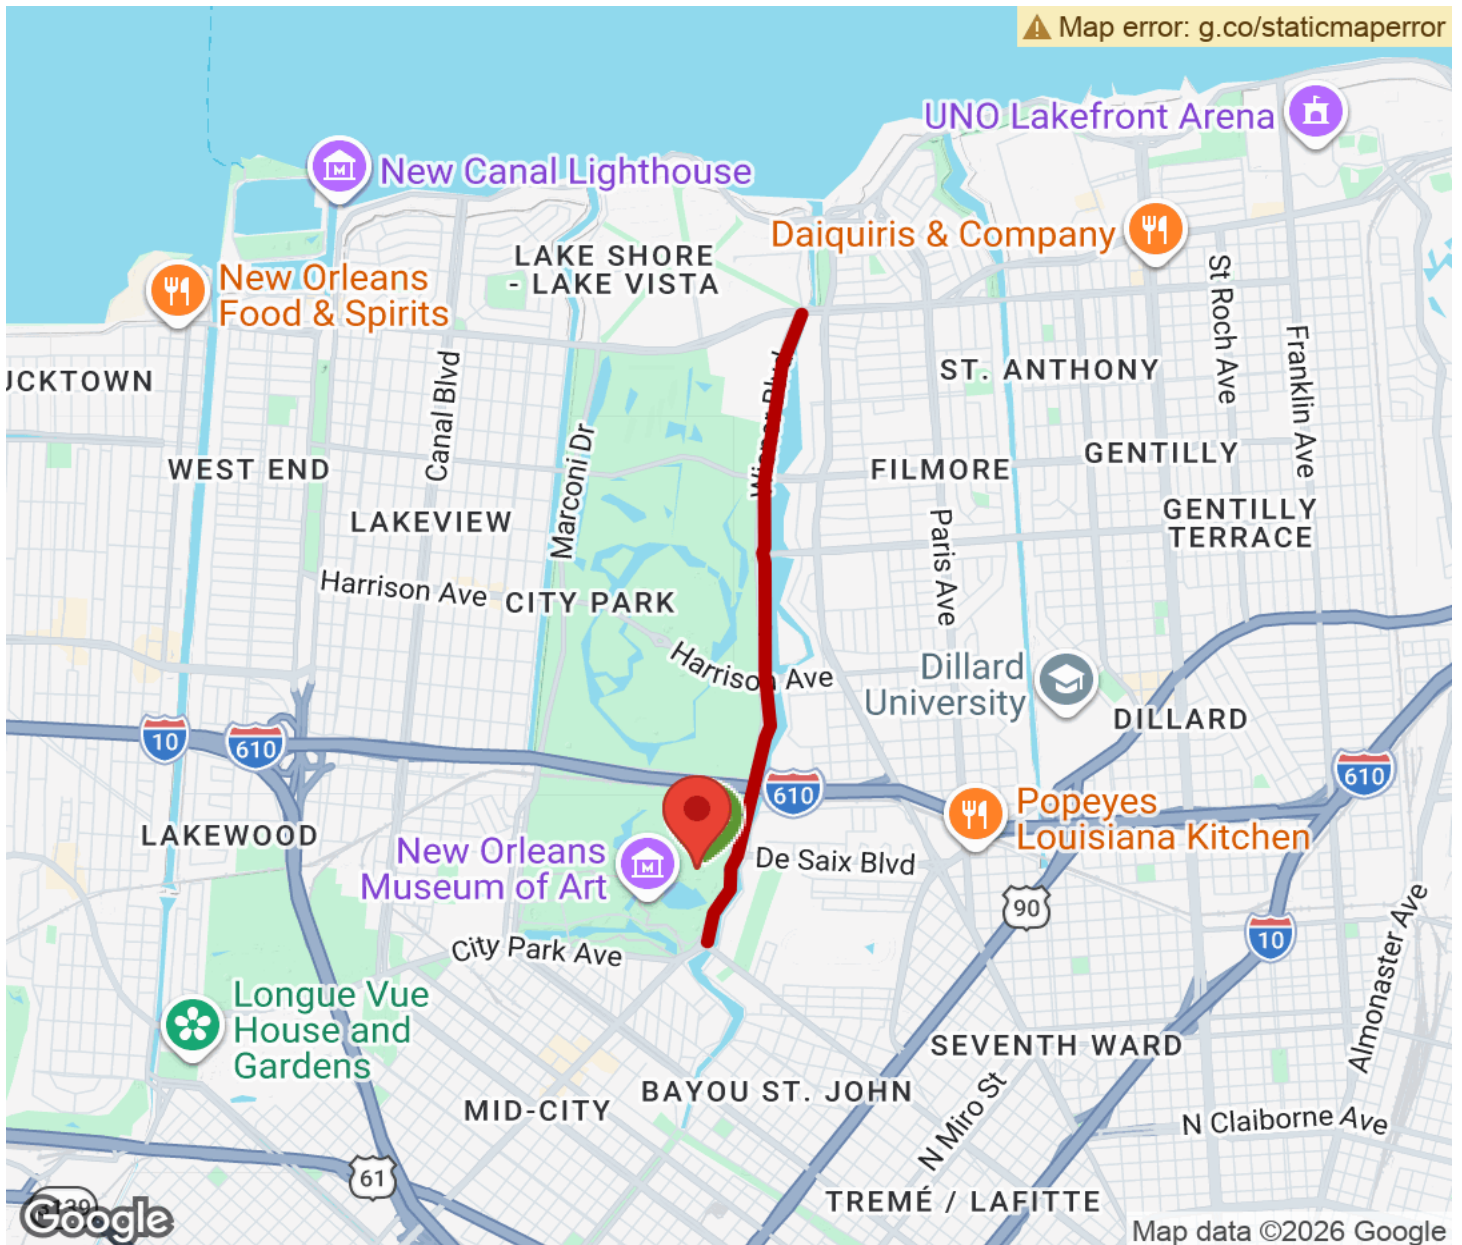 Map error: g.co/staticmaperror
UNO Lakefront Arena
New Canal Lighthouse
Daiquiris & Company
LAKE SHORE
- LAKE VISTA
New Orleans
Food & Spirits
St Roch Ave
Franklin Ave
UCKTOWN
Canal Blvd
ST. ANTHONY
Marconi Dr
WEST END
FILMORE
GENTILLY
LAKEVIEW
GENTILLY
TERRACE
Paris Ave
Harrison Ave
CITY PARK
Harrison Ave
Dillard
University
DILLARD
10
610
610
610
Popeyes
Louisiana Kitchen
LAKEWOOD
New Orleans
Museum of Art
De Saix Blvd
90
10
City Park Ave
Almonaster Ave
Longue Vue
House and
Gardens
SEVENTH WARD
BAYOU ST. JOHN
MID-CITY
N Miro St
N Claiborne Ave
61
TREMÉ / LAFITTE
Google
Map data ©2026 Google